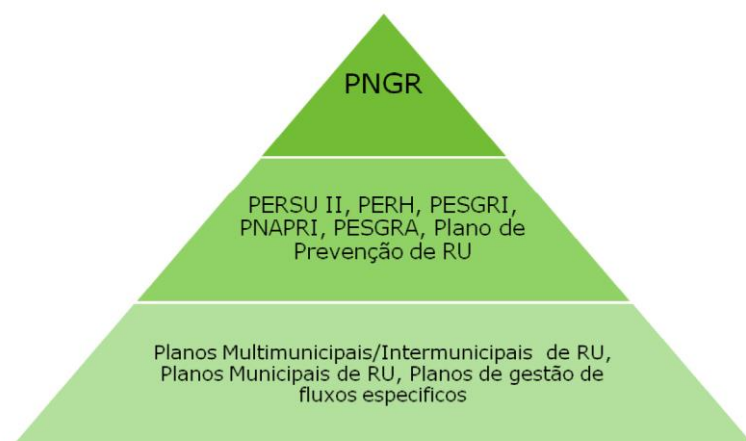 PNGR
PERSU II, PERH, PESGRI,
PNAPRI, PESGRA, Plano de
Prevenção de RU
Planos Multimunicipais/Intermunicipais de RU,
Planos Municipais de RU, Planos de gestão de
fluxos especificos